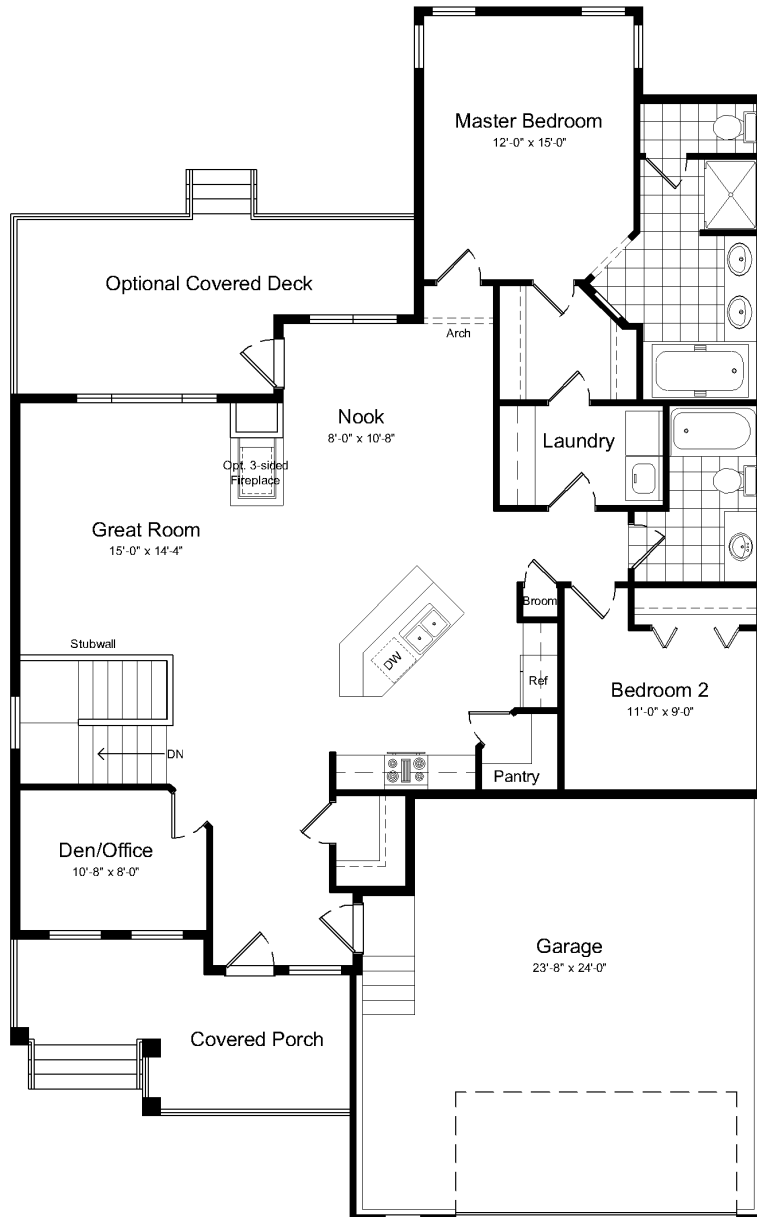 Master Bedroom
12'-0" x 15'-0"
Optional Covered Deck
Arch
Nook
8'-0" x 10'-8"
Laundry
Opt. 3-sided
Fireplace
Great Room
15'-0" x 14'-4"
Broom
Stubwall
DW
Ref
Bedroom 2
11'-0" x 9'-0"
DN
Pantry
Den/Office
10'-8" x 8'-0"
Garage
23'-8" x 24'-0"
Covered Porch